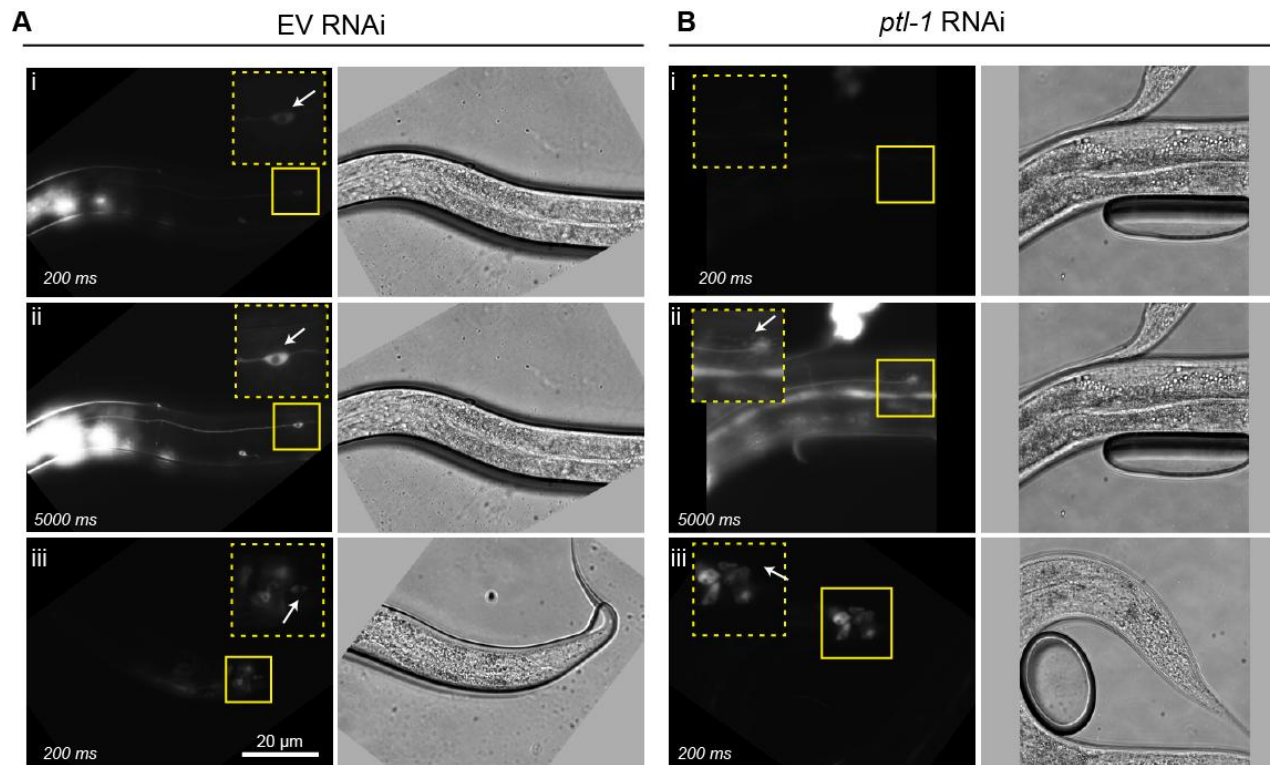 A EV RNAi
B ptl-1 RNAi
i
200 ms
i
200 ms
ii
5000 ms
ii
5000 ms
iii
20 µm
200 ms
iii
200 ms